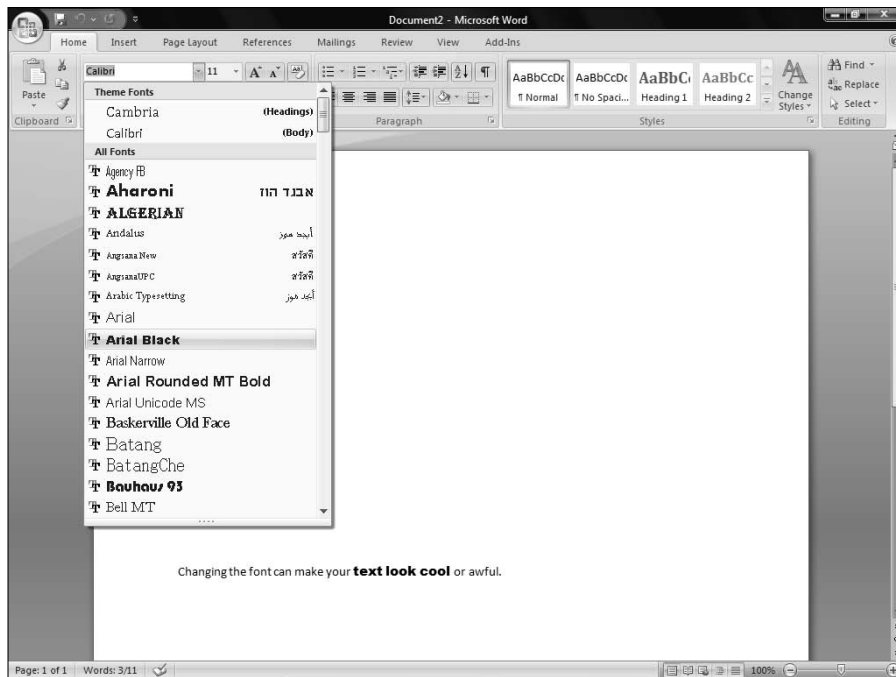 Document2 - Microsoft Word
Home Insert Page Layout References Mailings Review View Add-Ins
Calibri 11 A A
Paste
AaBbCcDc AaBbCcDc AaBbC AaBbCc
¶ Normal ¶ No Spaci... Heading 1 Heading 2
Change Styles
Find
Replace
Select
Clipboard Paragraph Styles Editing
Theme Fonts
Cambria (Headings)
Calibri (Body)
All Fonts
Agency FB
Aharoni אבגד הוז
ALGERIAN
Andalus أبجد هوز
Angsana New สวัสดี
AngsanaUPC สวัสดี
Arabic Typesetting أبجد هوز
Arial
Arial Black
Arial Narrow
Arial Rounded MT Bold
Arial Unicode MS
Baskerville Old Face
Batang
BatangChe
Bauhaus 93
Bell MT
Changing the font can make your text look cool or awful.
Page: 1 of 1 Words: 3/11 100%